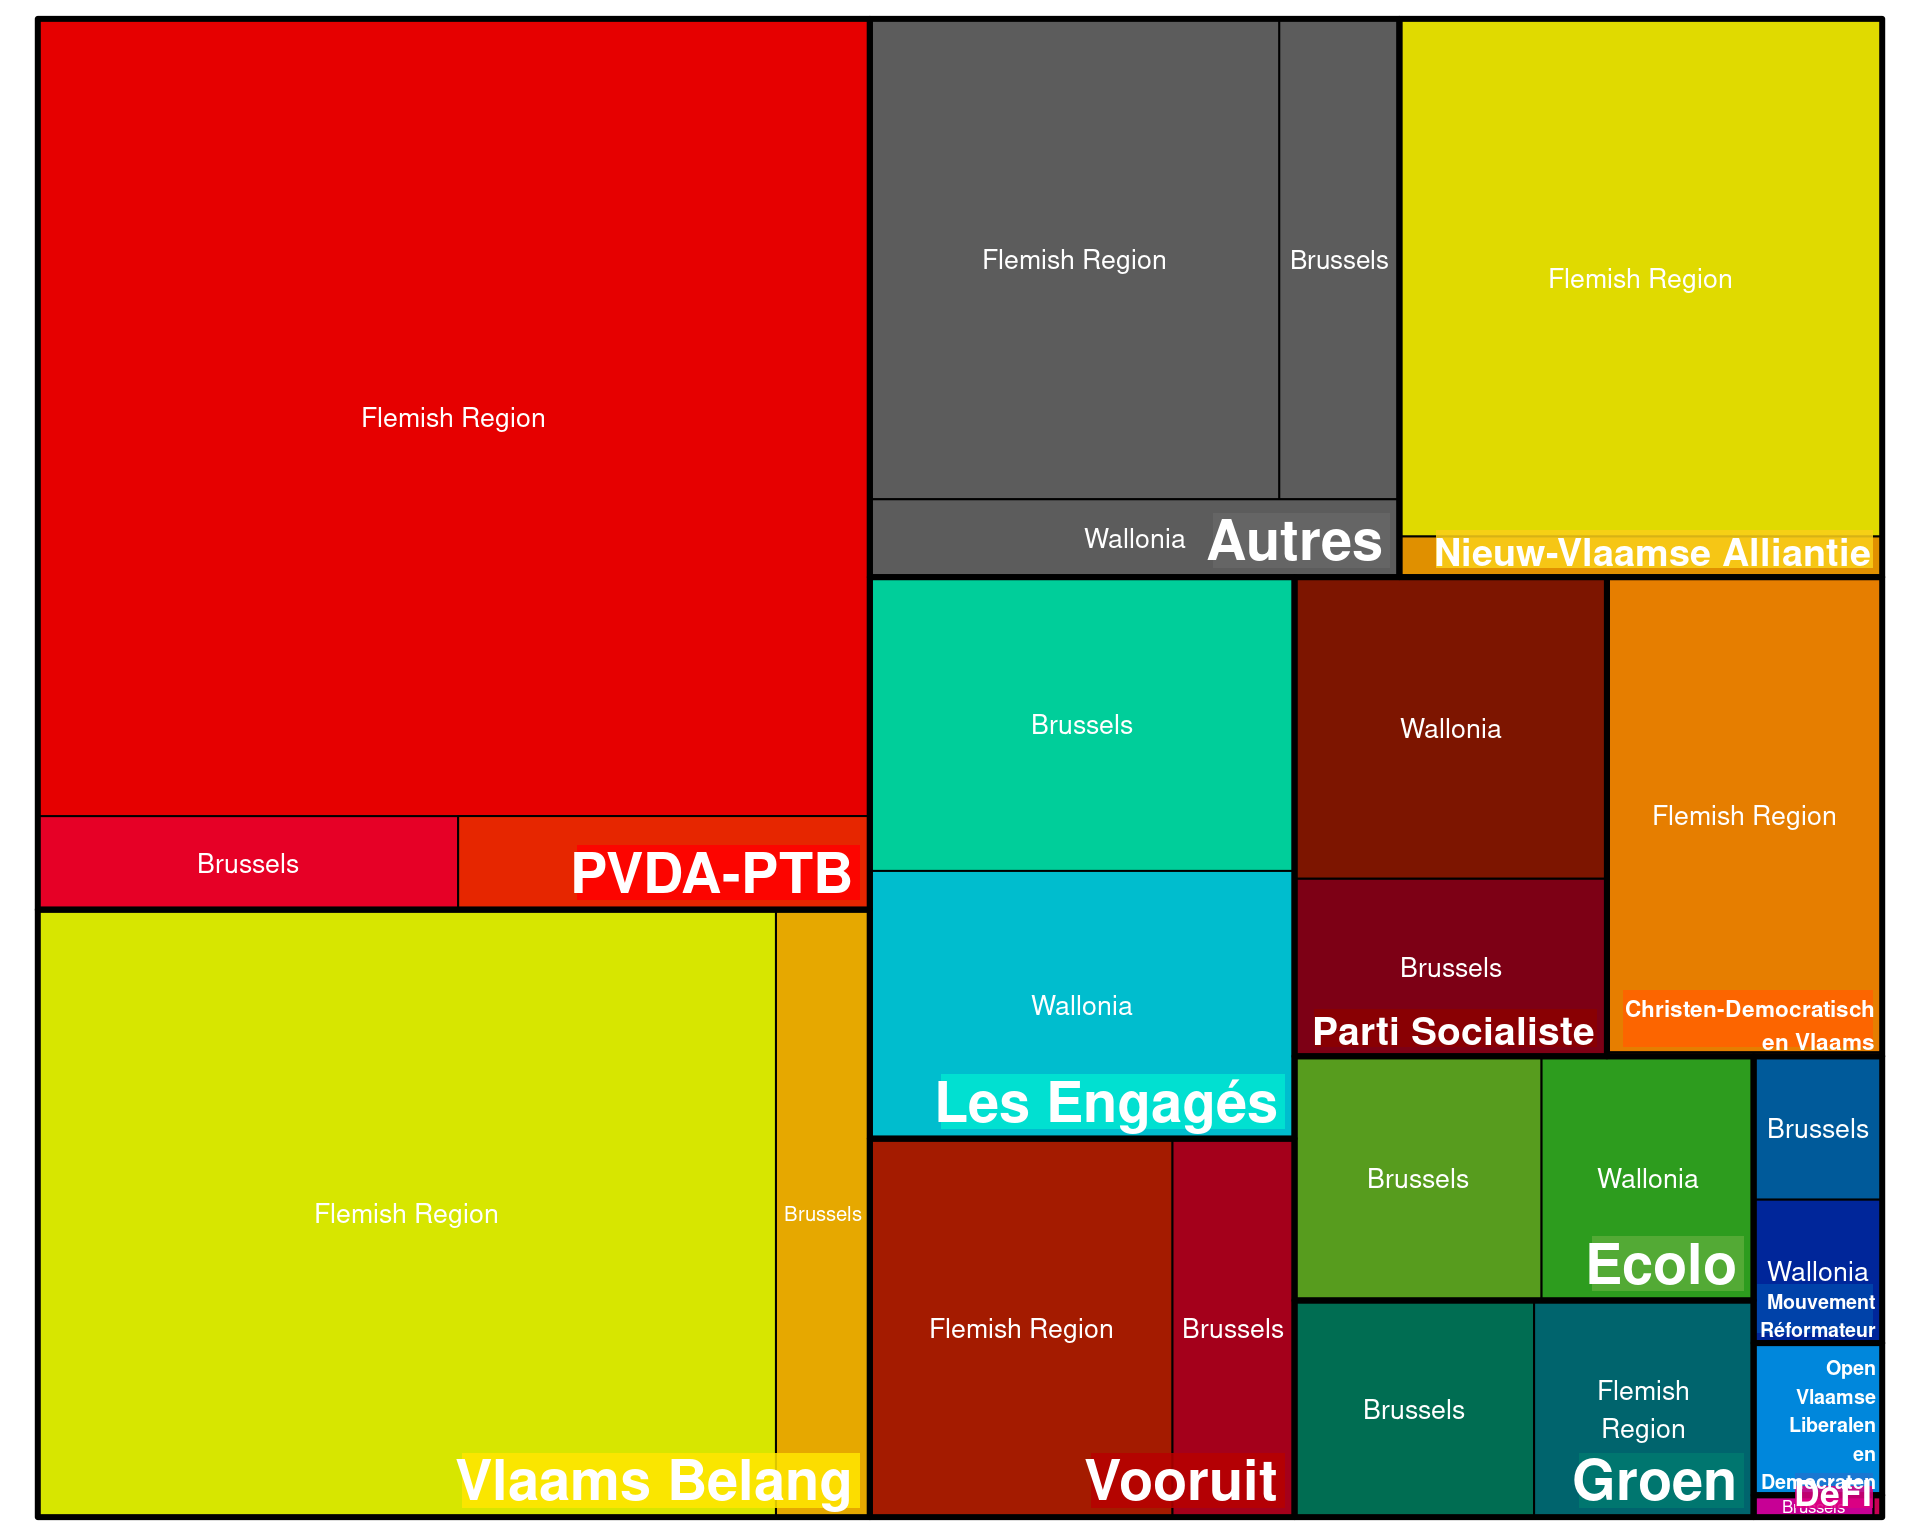 Flemish Region
Brussels
PVDA-PTB
Flemish Region
Brussels
Vlaams Belang
Flemish Region
Brussels
Wallonia
Autres
Flemish Region
Nieuw-Vlaamse Alliantie
Brussels
Wallonia
Les Engagés
Wallonia
Brussels
Parti Socialiste
Flemish Region
Christen-Democratisch
en Vlaams
Flemish Region
Brussels
Vooruit
Brussels
Wallonia
Ecolo
Brussels
Flemish
Region
Groen
Brussels
Wallonia
Mouvement
Réformateur
Open
Vlaamse
Liberalen
en
Democraten
DéFI
Brussels